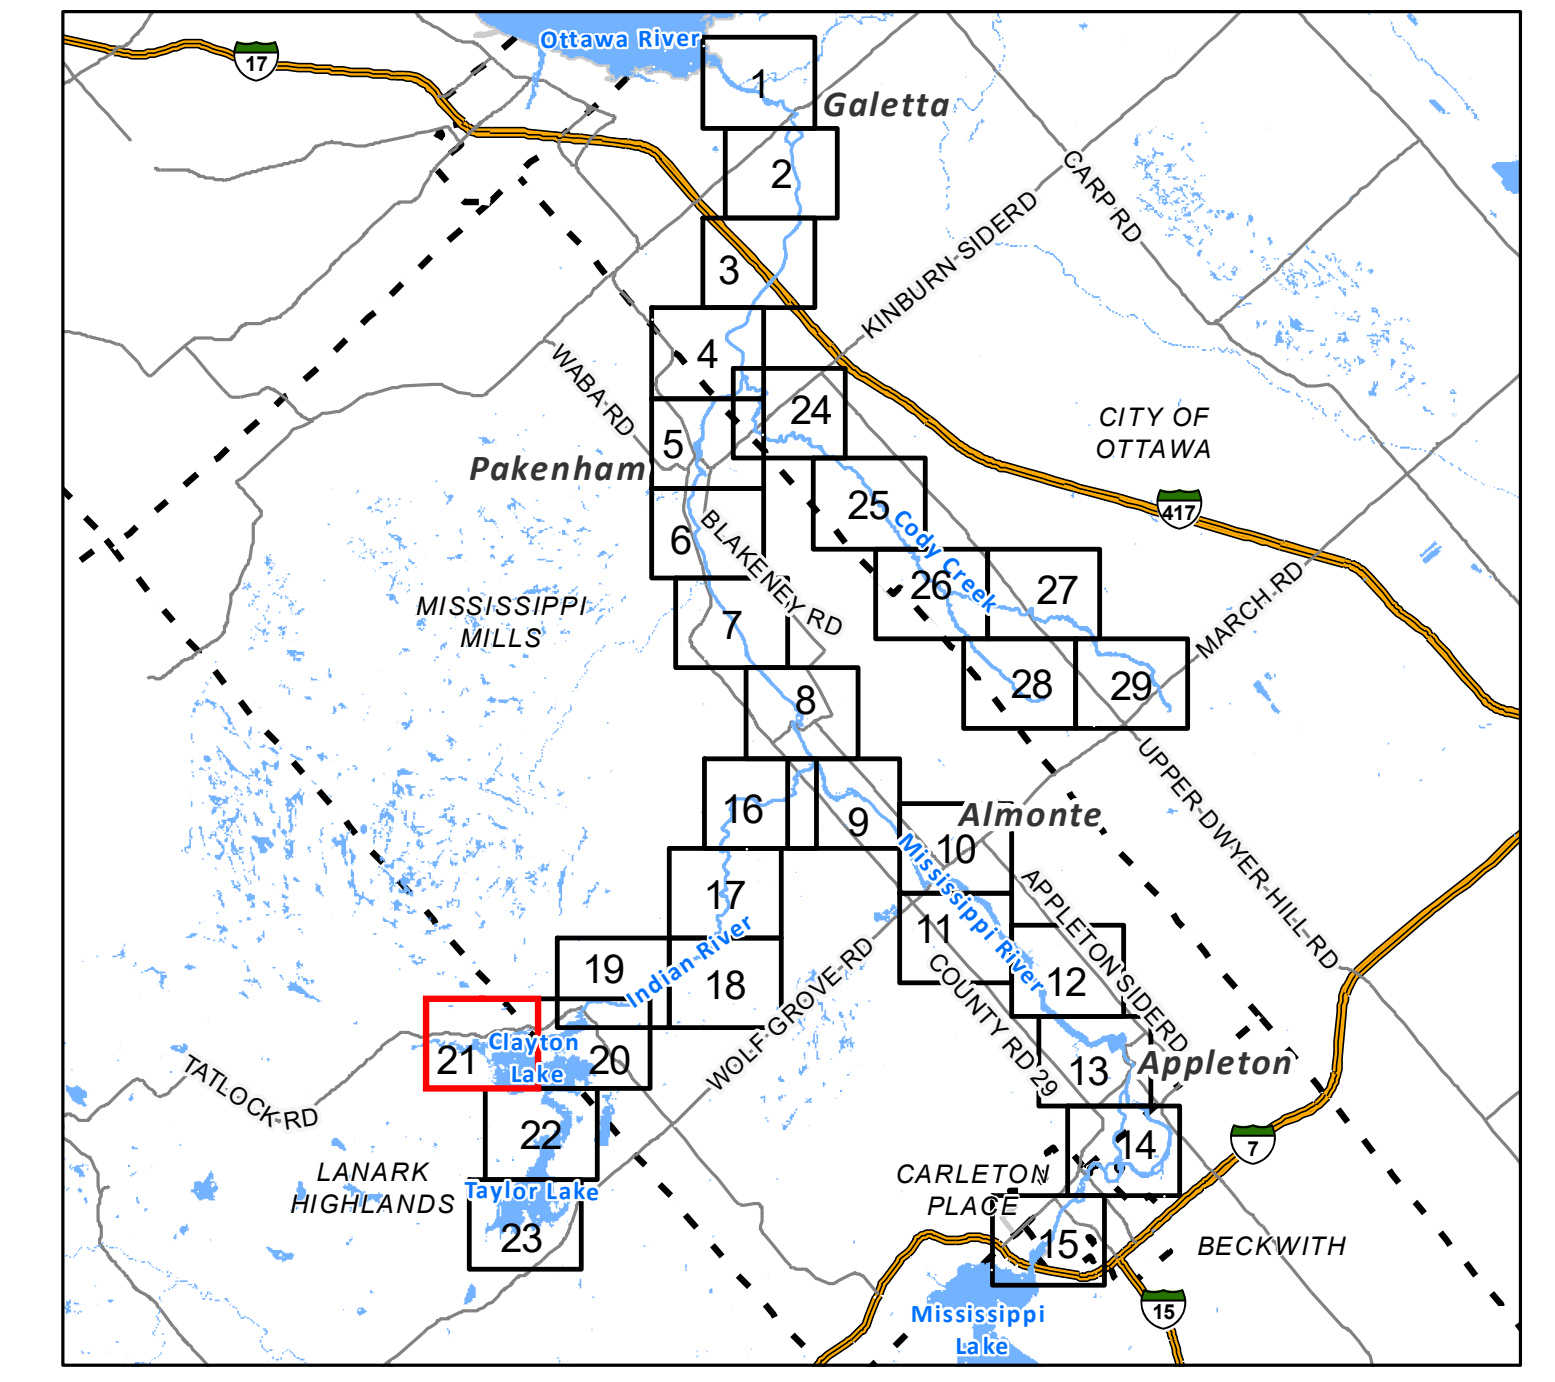 Ottawa River
17
1
Galetta
2
CARP RD
KINBURN SIDERD
3
4
WABA RD
24
CITY OF
OTTAWA
5
Pakenham
25
417
6
BLAKENEY RD
Cody Creek
26
27
MISSISSIPPI
MILLS
7
MARCH RD
28
29
8
UPPER DWYER HILL RD
16
9
Almonte
10
Mississippi River
17
APPLETON SIDERD
11
Indian River
19
18
WOLF GROVE RD
COUNTY RD 29
12
21
Clayton
Lake
20
13
Appleton
TATLOCK RD
22
14
7
LANARK
HIGHLANDS
CARLETON
PLACE
Taylor Lake
23
15
BECKWITH
Mississippi
Lake
15